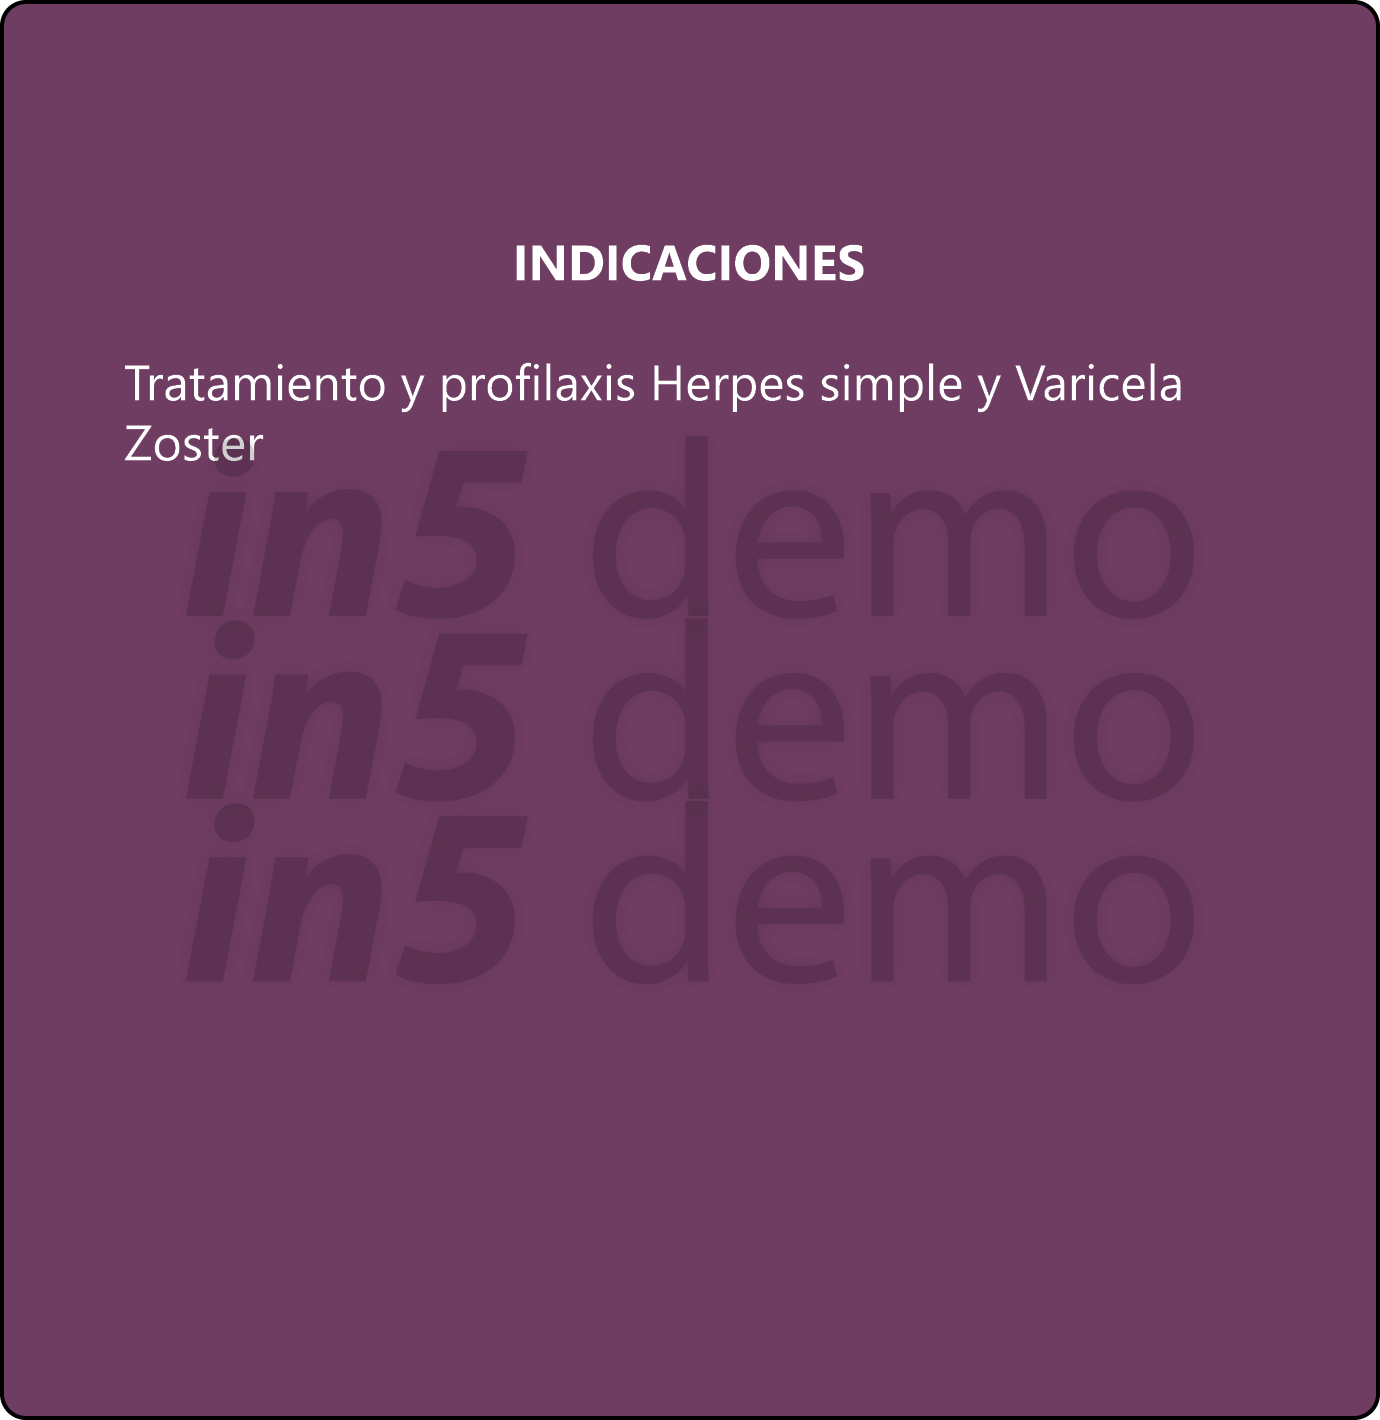 INDICACIONES
Tratamiento y profilaxis Herpes simple y Varicela
Zoster
in5 demo
in5 demo
in5 demo